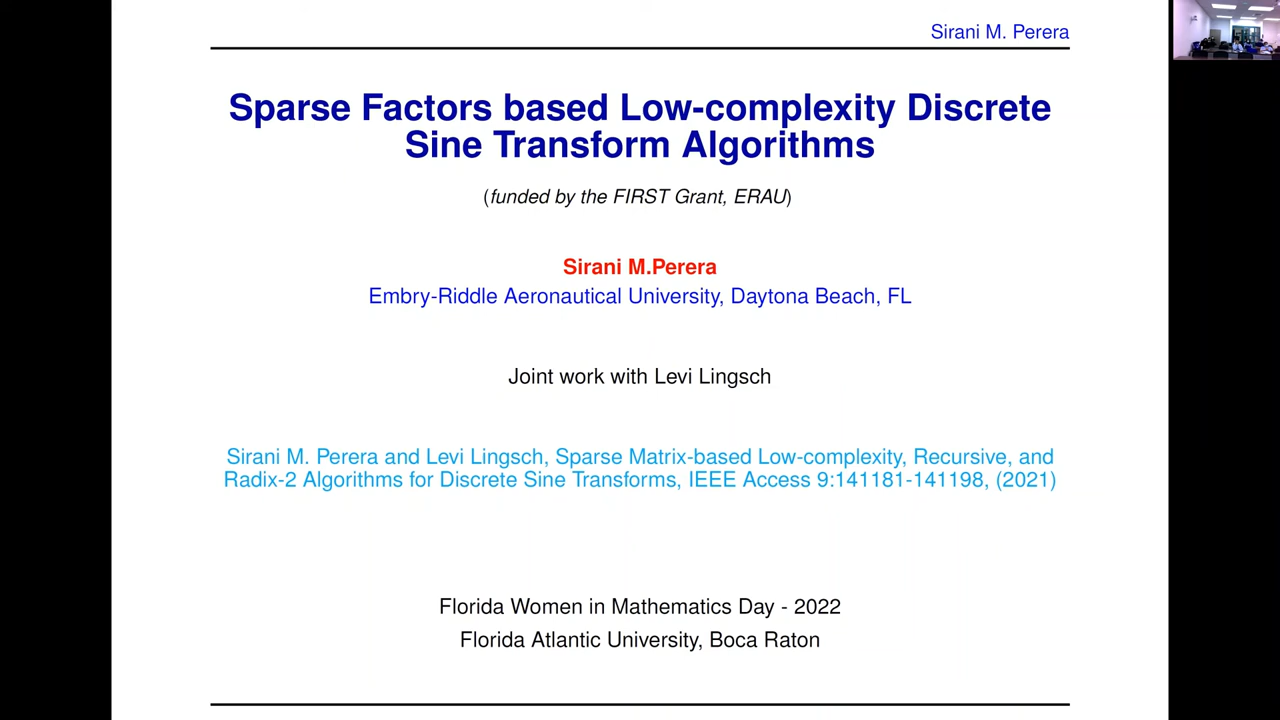 Sirani M. Perera
Sparse Factors based Low-complexity Discrete
Sine Transform Algorithms
(funded by the FIRST Grant, ERAU)
Sirani M.Perera
Embry-Riddle Aeronautical University, Daytona Beach, FL
Joint work with Levi Lingsch
Sirani M. Perera and Levi Lingsch, Sparse Matrix-based Low-complexity, Recursive, and
Radix-2 Algorithms for Discrete Sine Transforms, IEEE Access 9:141181-141198, (2021)
Florida Women in Mathematics Day - 2022
Florida Atlantic University, Boca Raton